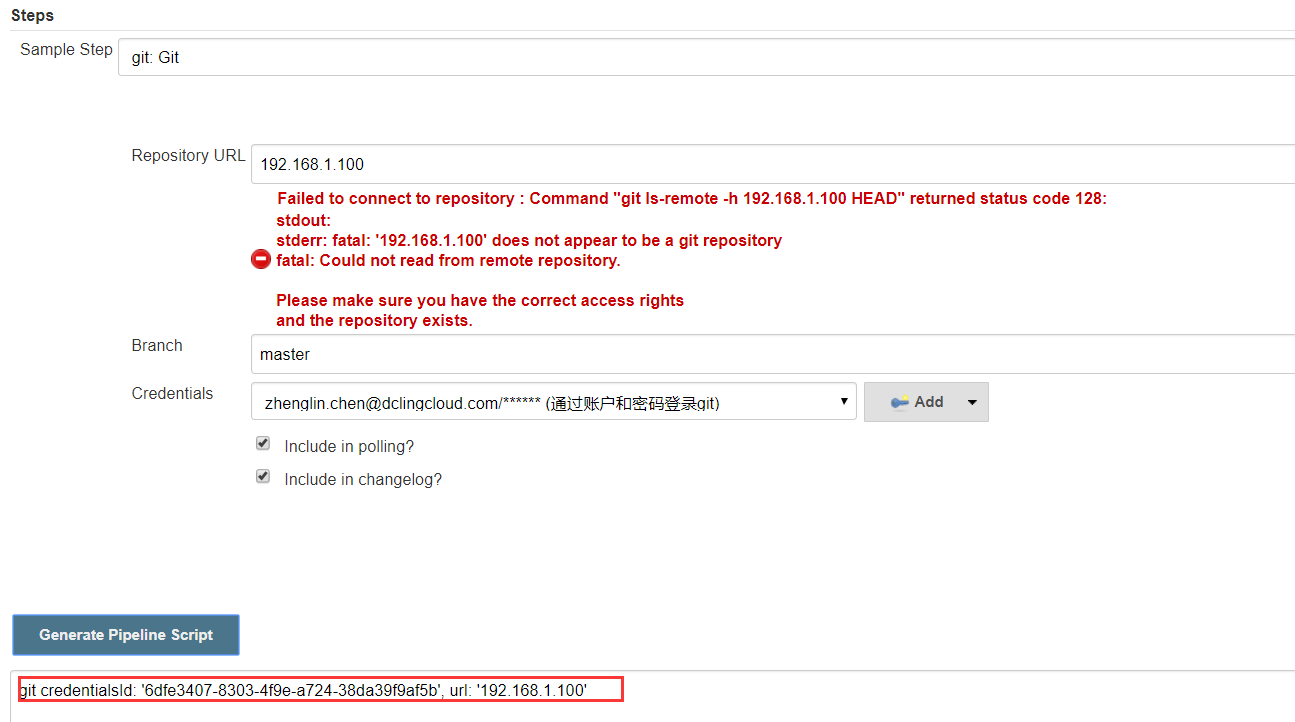 Steps
Sample Step
git: Git
Repository URL
192.168.1.100
Failed to connect to repository : Command "git ls-remote -h 192.168.1.100 HEAD" returned status code 128:
stdout:
stderr: fatal: '192.168.1.100' does not appear to be a git repository
fatal: Could not read from remote repository.
Please make sure you have the correct access rights
and the repository exists.
Branch
master
Credentials
zhenglin.chen@dclingcloud.com/****** (通过账户和密码登录git)
Add
Include in polling?
Include in changelog?
Generate Pipeline Script
git credentialsId: '6dfe3407-8303-4f9e-a724-38da39f9af5b', url: '192.168.1.100'